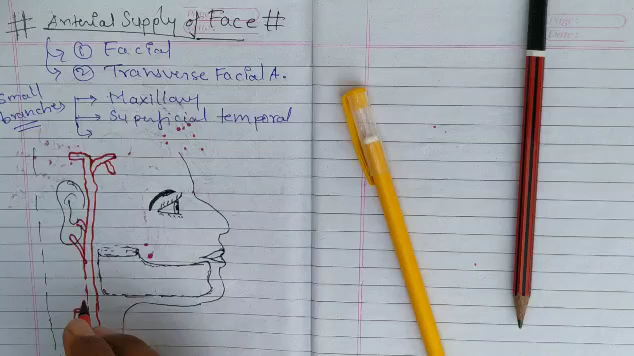 # Arterial Supply of Face #
① Facial
② Transverse Facial A.
Small branches → Maxillary
→ Superficial temporal